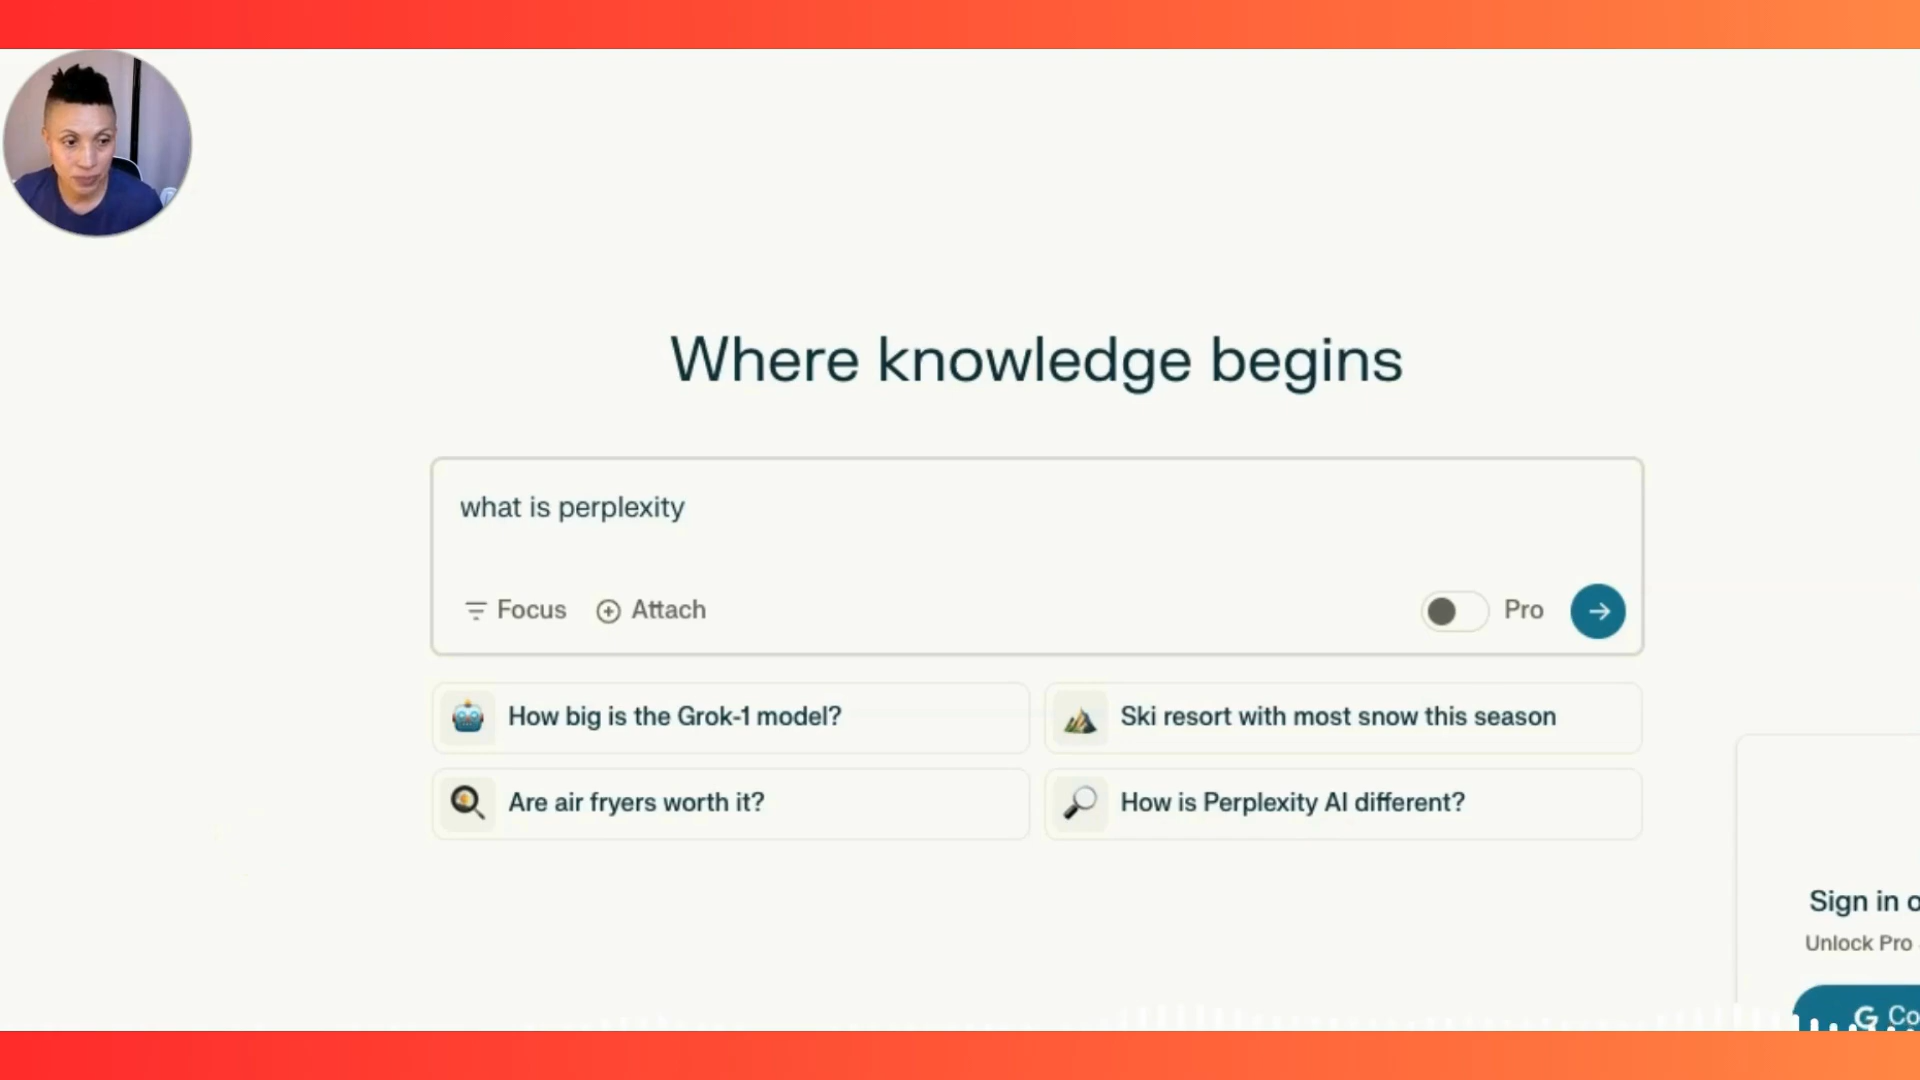 Where knowledge begins
what is perplexity
Focus
Attach
Pro
How big is the Grok-1 model?
Ski resort with most snow this season
Are air fryers worth it?
How is Perplexity AI different?
Sign in
Unlock Pro
G